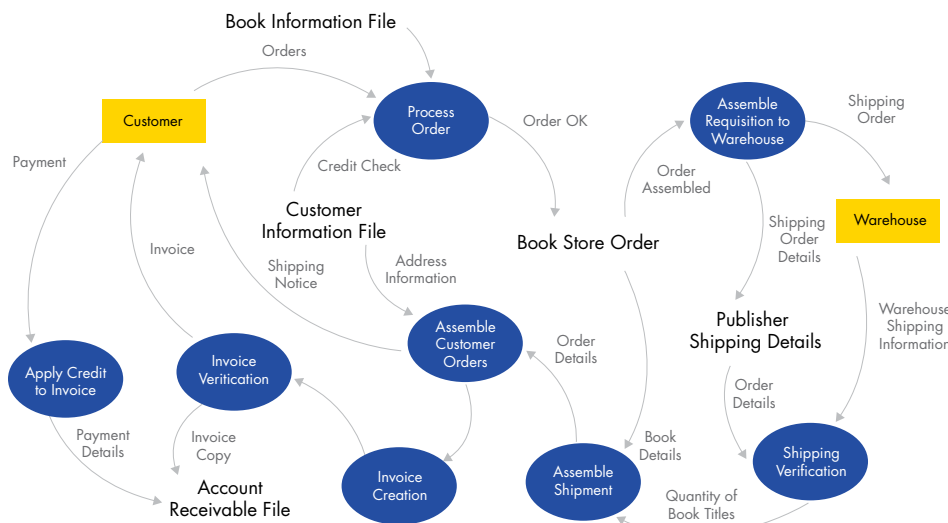 Book Information File
Orders
Customer
Process
Order
Assemble
Requisition to
Warehouse
Shipping
Order
Order OK
Payment
Credit Check
Order
Assembled
Customer
Information File
Book Store Order
Warehouse
Invoice
Shipping
Notice
Address
Information
Shipping
Order
Details
Publisher
Shipping Details
Warehouse
Shipping
Information
Assemble
Customer
Orders
Order
Details
Apply Credit
to Invoice
Invoice
Veritication
Order
Details
Payment
Details
Invoice
Copy
Book
Details
Shipping
Verification
Account
Receivable File
Invoice
Creation
Assemble
Shipment
Quantity of
Book Titles